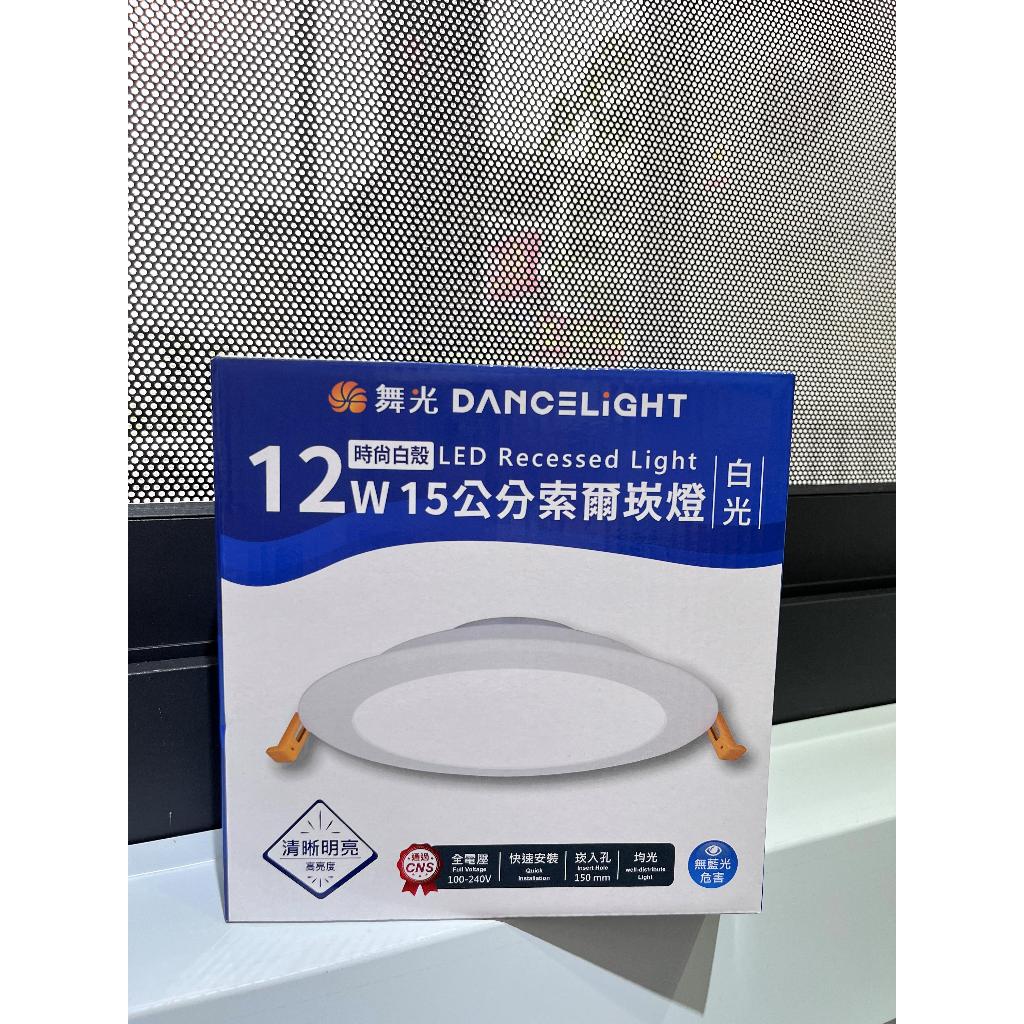 舞光 DANCELiGHT
12W 時尚白殼 LED Recessed Light
15公分索爾崁燈 白光
清晰明亮
高亮度
通過
CNS
全電壓
Full Voltage
100-240V
快速安裝
Quick
Installation
崁入孔
Insert Hole
150 mm
均光
well-distribute
Light
無藍光
危害